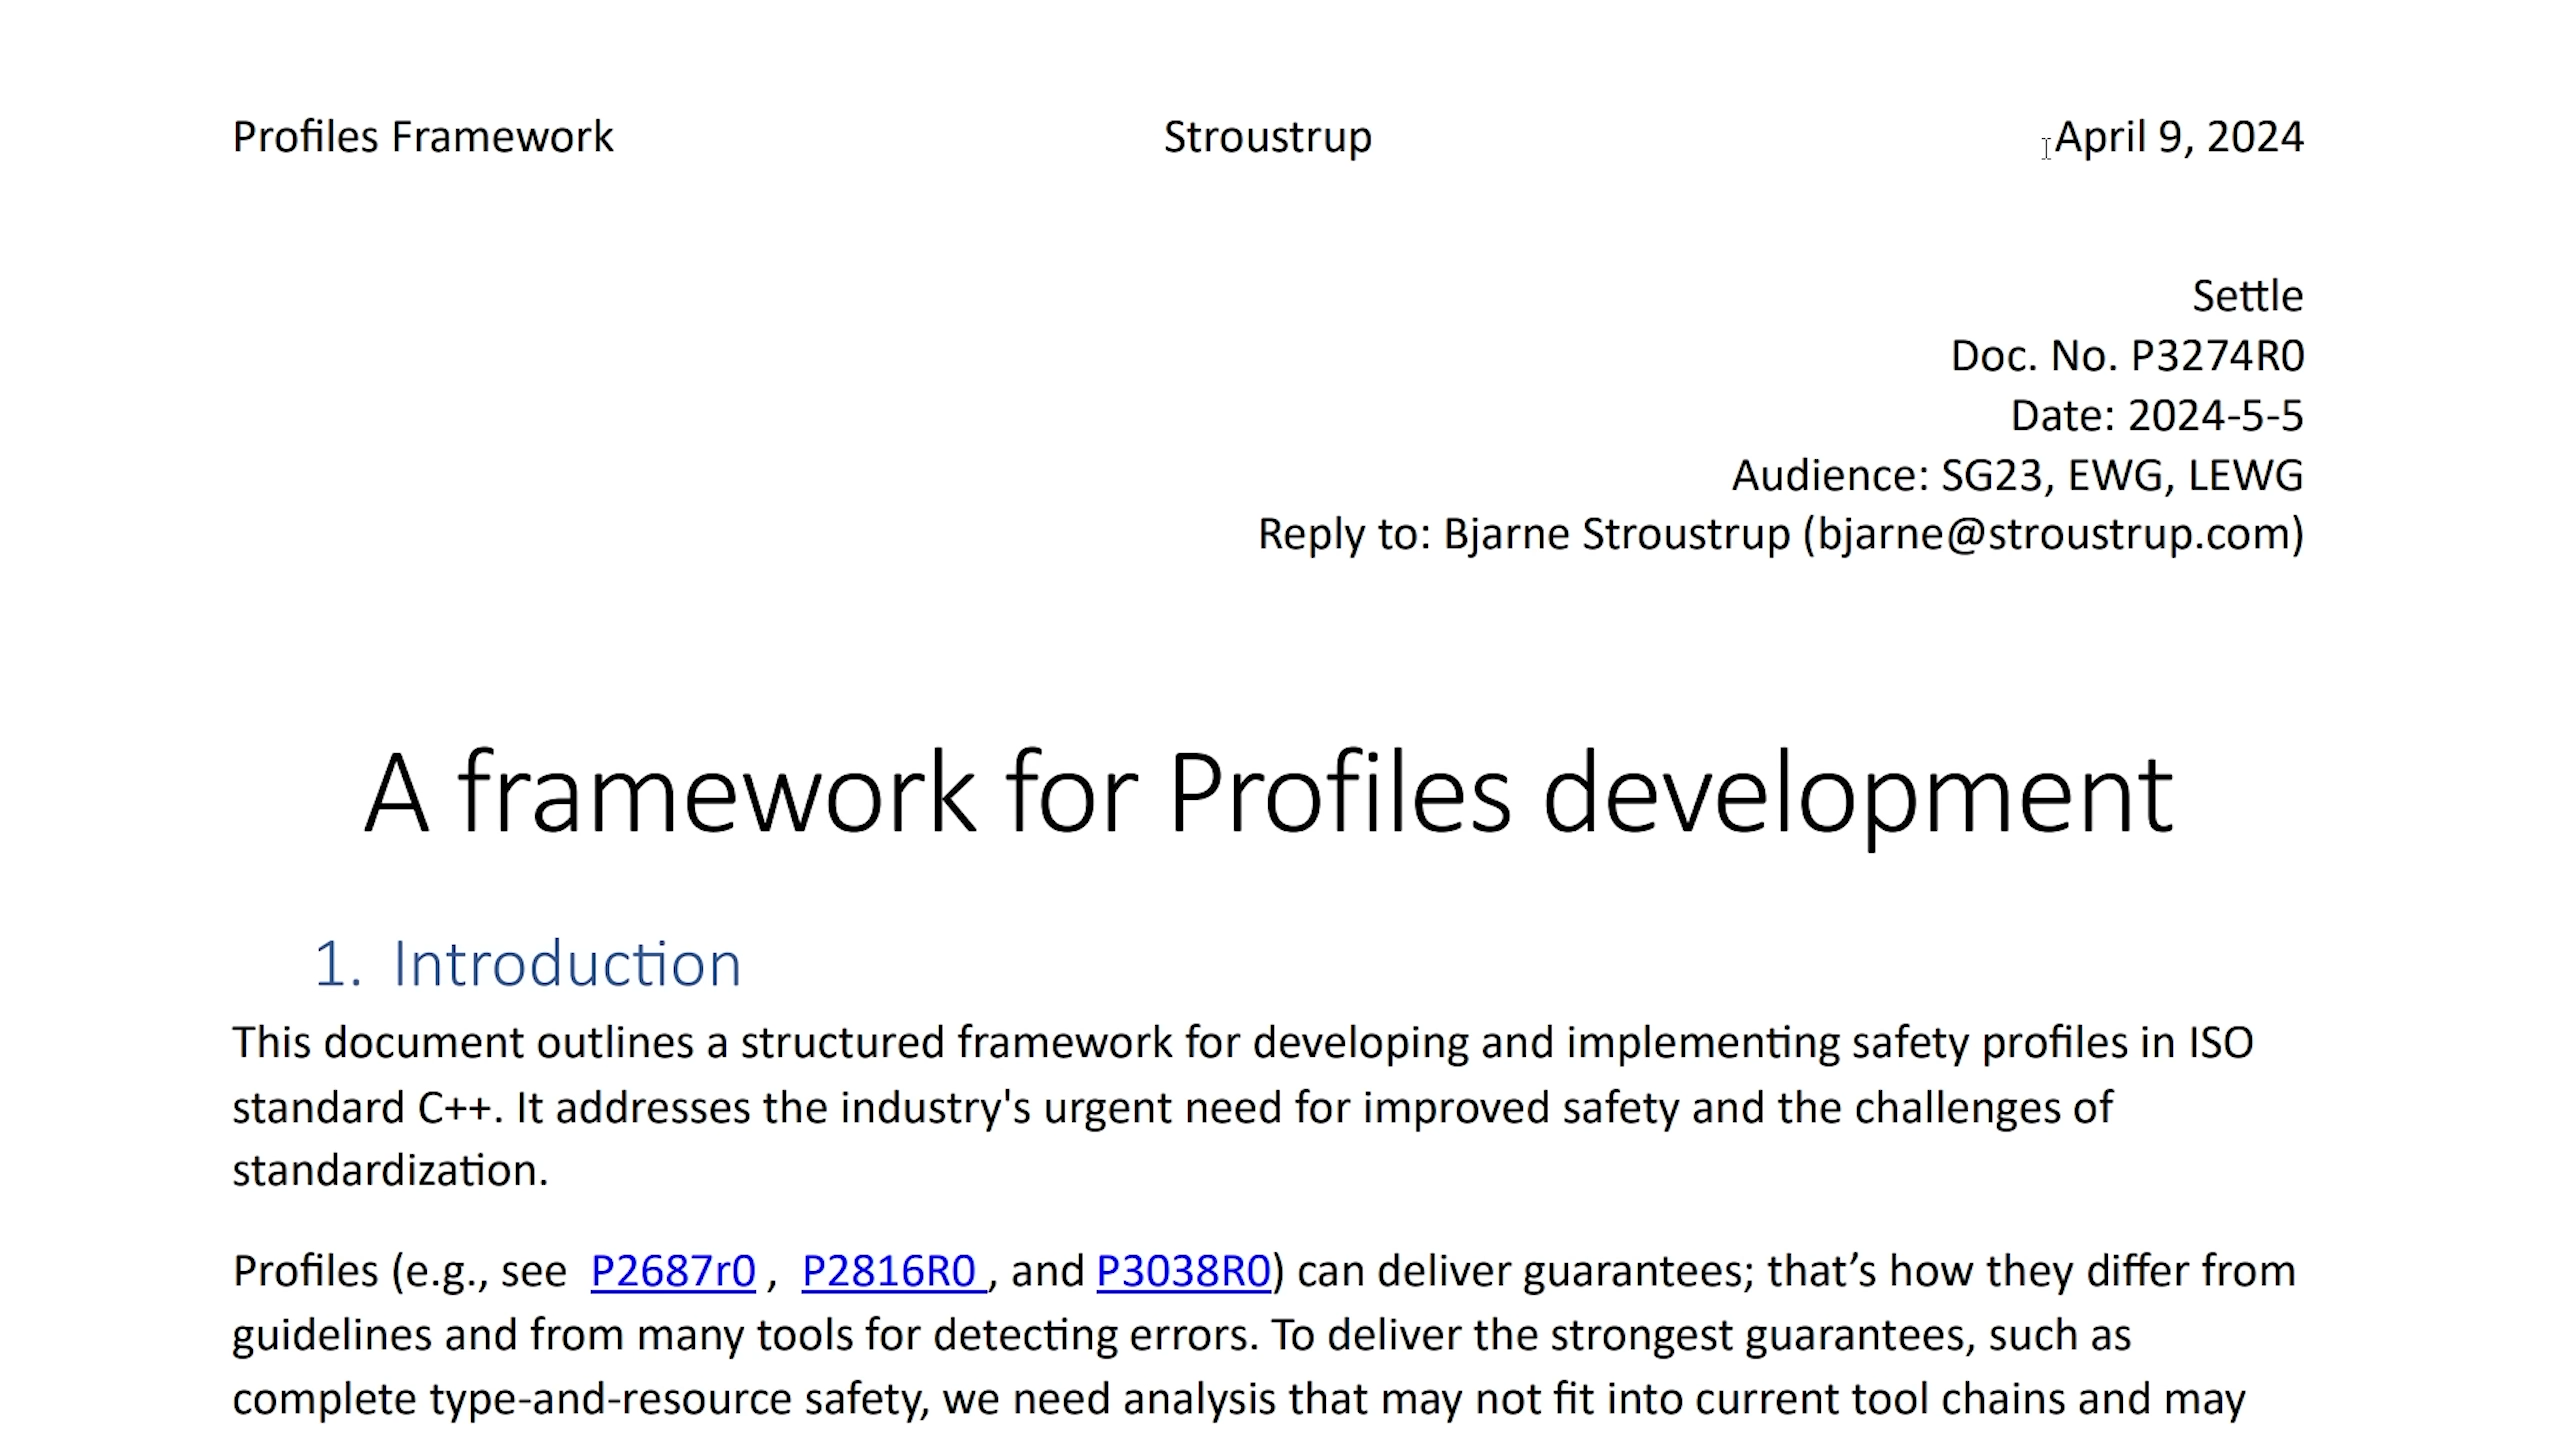 Profiles Framework Stroustrup April 9, 2024
Settle
Doc. No. P3274R0
Date: 2024-5-5
Audience: SG23, EWG, LEWG
Reply to: Bjarne Stroustrup (bjarne@stroustrup.com)
A framework for Profiles development
1. Introduction
This document outlines a structured framework for developing and implementing safety profiles in ISO
standard C++. It addresses the industry's urgent need for improved safety and the challenges of
standardization.
Profiles (e.g., see P2687r0 , P2816R0 , and P3038R0) can deliver guarantees; that’s how they differ from
guidelines and from many tools for detecting errors. To deliver the strongest guarantees, such as
complete type-and-resource safety, we need analysis that may not fit into current tool chains and may